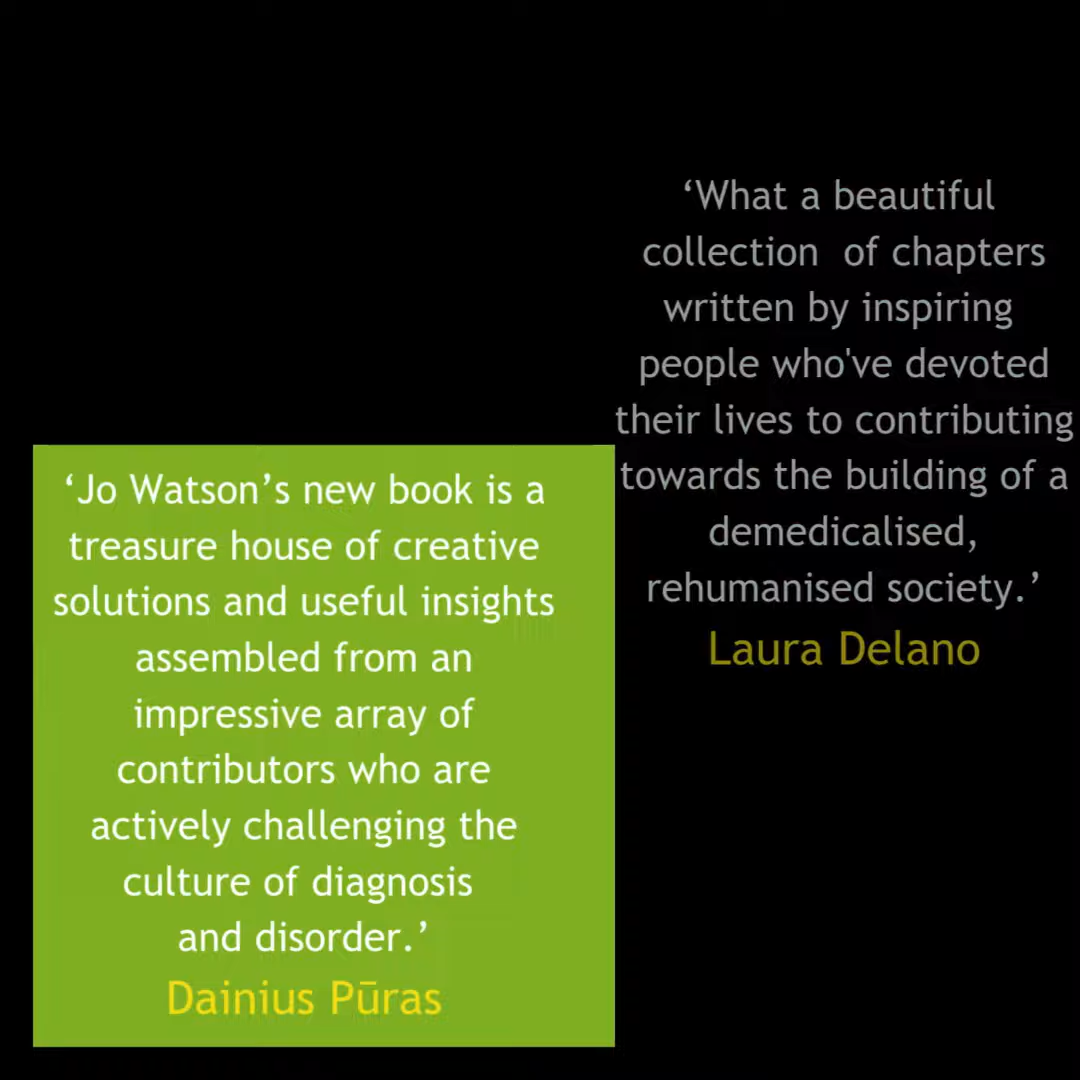 ‘What a beautiful
collection  of chapters
written by inspiring
people who've devoted
their lives to contributing
towards the building of a
demedicalised,
rehumanised society.’
Laura Delano
‘Jo Watson’s new book is a
treasure house of creative
solutions and useful insights
assembled from an
impressive array of
contributors who are
actively challenging the
culture of diagnosis
and disorder.’
Dainius Pūras